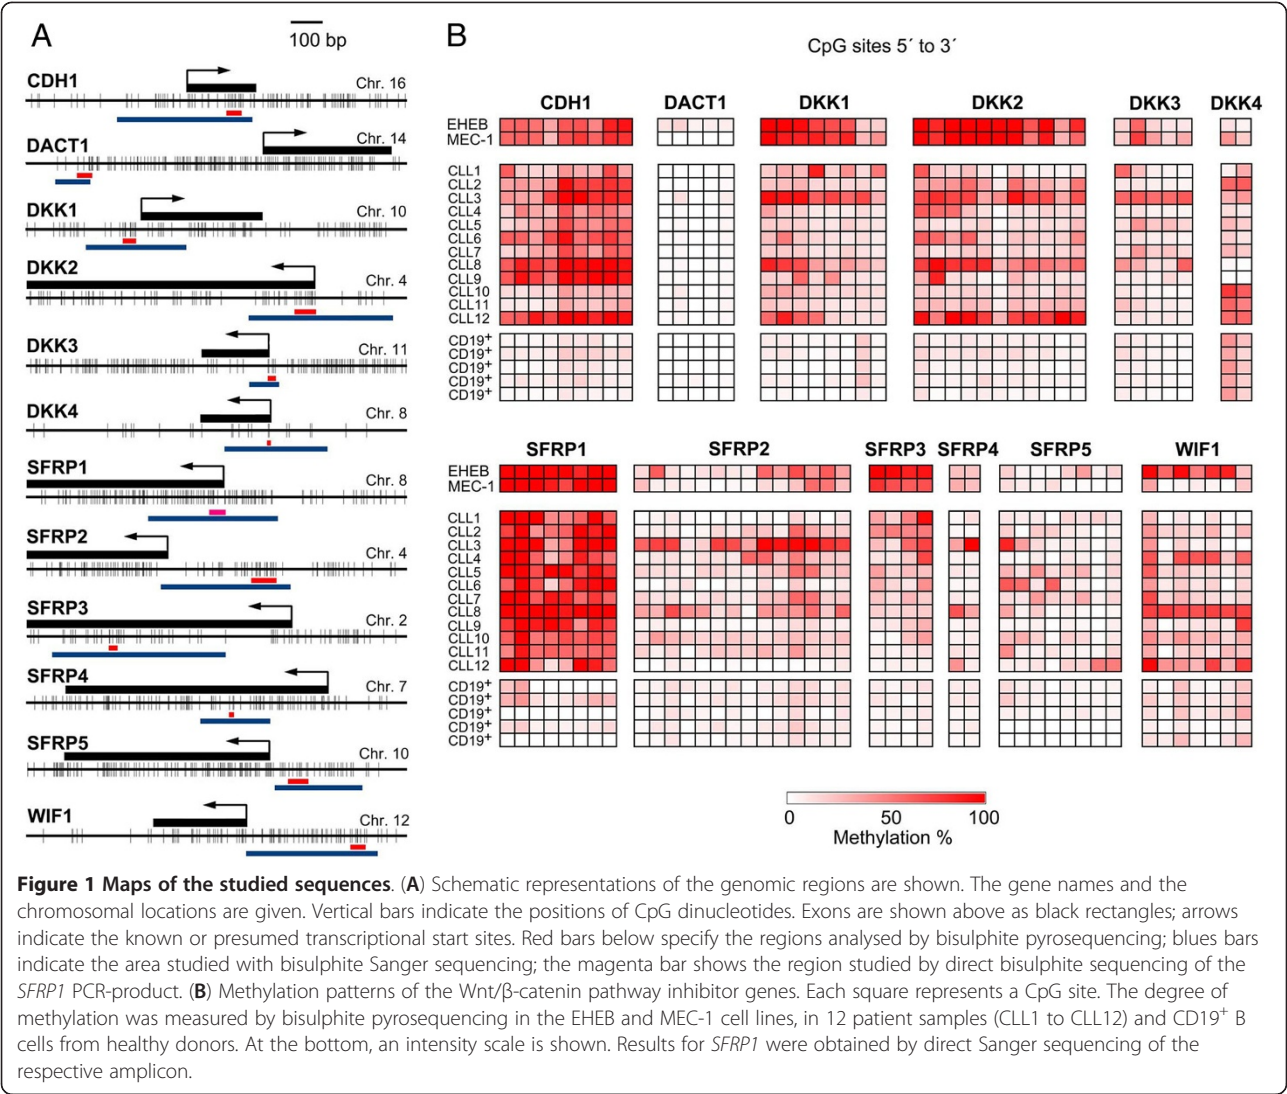 A
100 bp
CDH1
Chr. 16
DACT1
Chr. 14
DKK1
Chr. 10
DKK2
Chr. 4
DKK3
Chr. 11
DKK4
Chr. 8
SFRP1
Chr. 8
SFRP2
Chr. 4
SFRP3
Chr. 2
SFRP4
Chr. 7
SFRP5
Chr. 10
WIF1
Chr. 12
B
CpG sites 5´ to 3´
CDH1 DACT1 DKK1 DKK2 DKK3 DKK4
EHEB
MEC-1
CLL1
CLL2
CLL3
CLL4
CLL5
CLL6
CLL7
CLL8
CLL9
CLL10
CLL11
CLL12
CD19+
CD19+
CD19+
CD19+
CD19+
SFRP1 SFRP2 SFRP3 SFRP4 SFRP5 WIF1
EHEB
MEC-1
CLL1
CLL2
CLL3
CLL4
CLL5
CLL6
CLL7
CLL8
CLL9
CLL10
CLL11
CLL12
CD19+
CD19+
CD19+
CD19+
CD19+
0 50 100
Methylation %
Figure 1 Maps of the studied sequences. (A) Schematic representations of the genomic regions are shown. The gene names and the
chromosomal locations are given. Vertical bars indicate the positions of CpG dinucleotides. Exons are shown above as black rectangles; arrows
indicate the known or presumed transcriptional start sites. Red bars below specify the regions analysed by bisulphite pyrosequencing; blues bars
indicate the area studied with bisulphite Sanger sequencing; the magenta bar shows the region studied by direct bisulphite sequencing of the
SFRP1 PCR-product. (B) Methylation patterns of the Wnt/β-catenin pathway inhibitor genes. Each square represents a CpG site. The degree of
methylation was measured by bisulphite pyrosequencing in the EHEB and MEC-1 cell lines, in 12 patient samples (CLL1 to CLL12) and CD19+ B
cells from healthy donors. At the bottom, an intensity scale is shown. Results for SFRP1 were obtained by direct Sanger sequencing of the
respective amplicon.